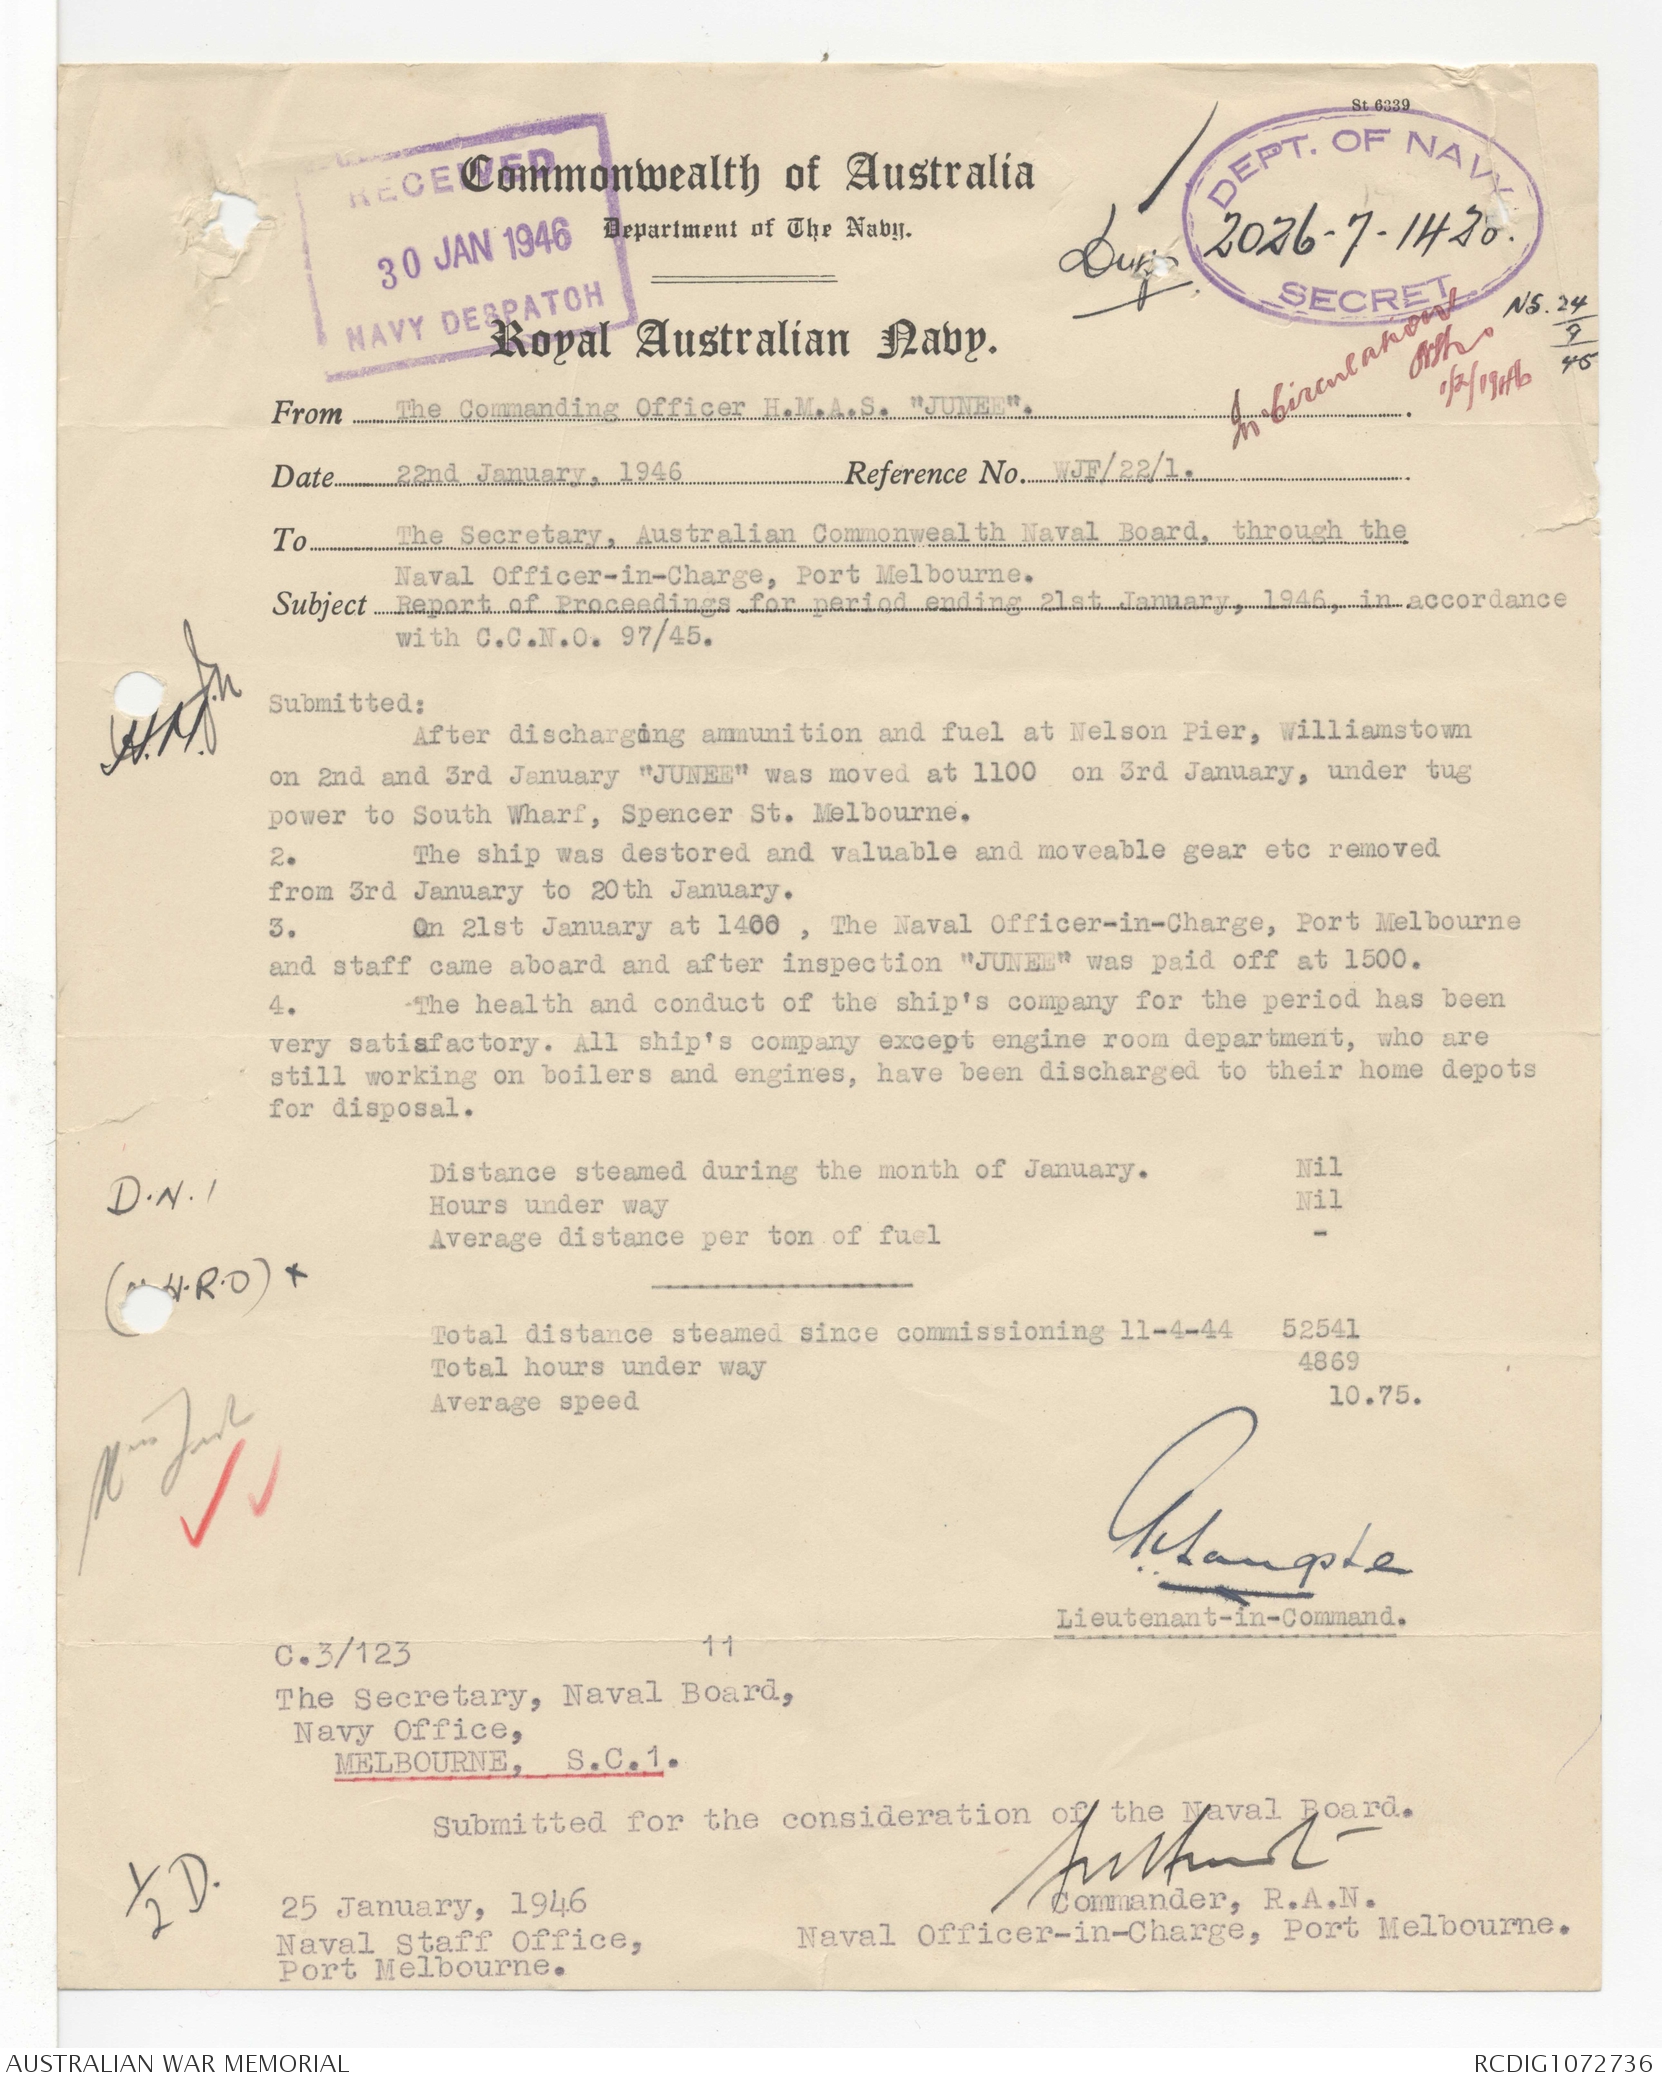 St 6339
RECEIVED
30 JAN 1946
NAVY DESPATCH
Commonwealth of Australia
Department of The Navy.
Royal Australian Navy.
DEPT. OF NAVY
2026-7-1420.
SECRET
NS. 24/9/45
In Circulation
1/2/1946
From The Commanding Officer H.M.A.S. "JUNEE".
Date 22nd January, 1946 Reference No. WJF/22/1.
To The Secretary, Australian Commonwealth Naval Board, through the
Naval Officer-in-Charge, Port Melbourne.
Subject Report of Proceedings for period ending 21st January, 1946, in accordance
with C.C.N.O. 97/45.
Submitted:
After discharging ammunition and fuel at Nelson Pier, Williamstown
on 2nd and 3rd January "JUNEE" was moved at 1100 on 3rd January, under tug
power to South Wharf, Spencer St. Melbourne.
2. The ship was destored and valuable and moveable gear etc removed
from 3rd January to 20th January.
3. On 21st January at 1400 , The Naval Officer-in-Charge, Port Melbourne
and staff came aboard and after inspection "JUNEE" was paid off at 1500.
4. The health and conduct of the ship's company for the period has been
very satisfactory. All ship's company except engine room department, who are
still working on boilers and engines, have been discharged to their home depots
for disposal.
D.N.I
Distance steamed during the month of January. Nil
Hours under way Nil
Average distance per ton of fuel -
H.R.O) *
Total distance steamed since commissioning 11-4-44 52541
Total hours under way 4869
Average speed 10.75.
Lieutenant-in-Command.
C.3/123 11
The Secretary, Naval Board,
Navy Office,
MELBOURNE, S.C.1.
Submitted for the consideration of the Naval Board.
1/2 D.
25 January, 1946 Commander, R.A.N.
Naval Staff Office, Naval Officer-in-Charge, Port Melbourne.
Port Melbourne.
AUSTRALIAN WAR MEMORIAL RCDIG1072736